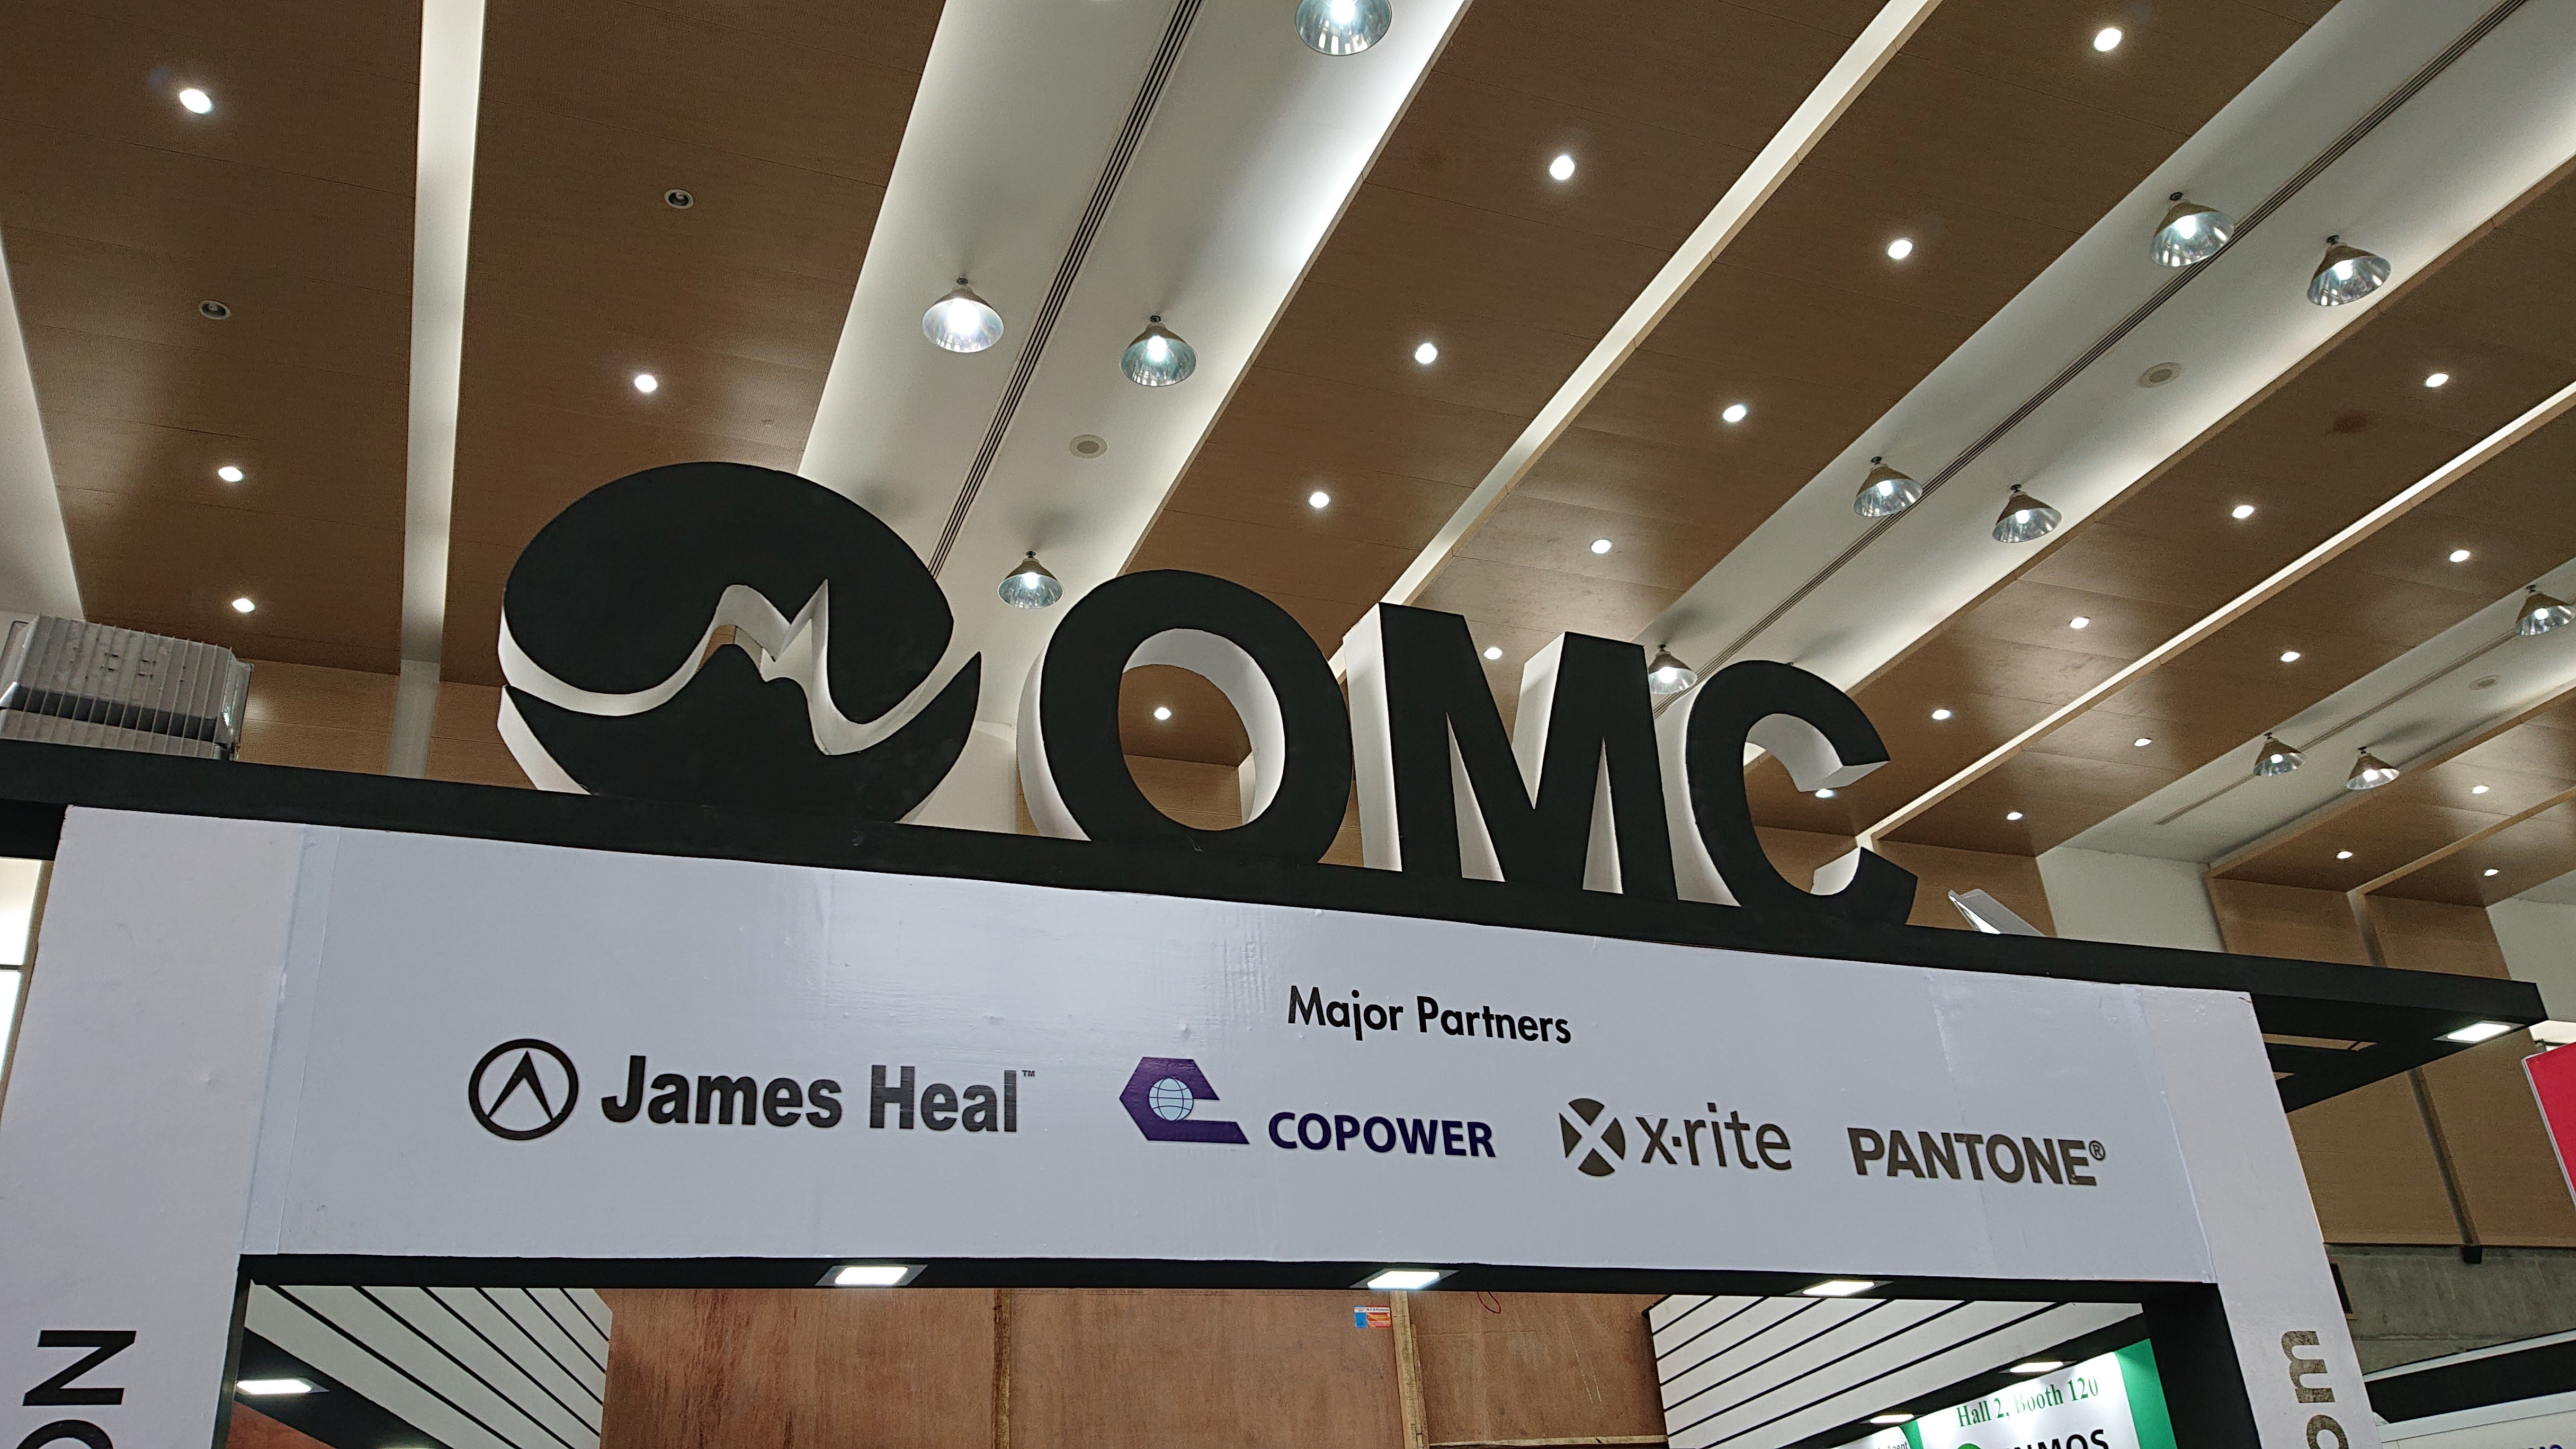 OMC
Major Partners
James Heal™
COPOWER
x·rite
PANTONE®
Hall 2, Booth 120